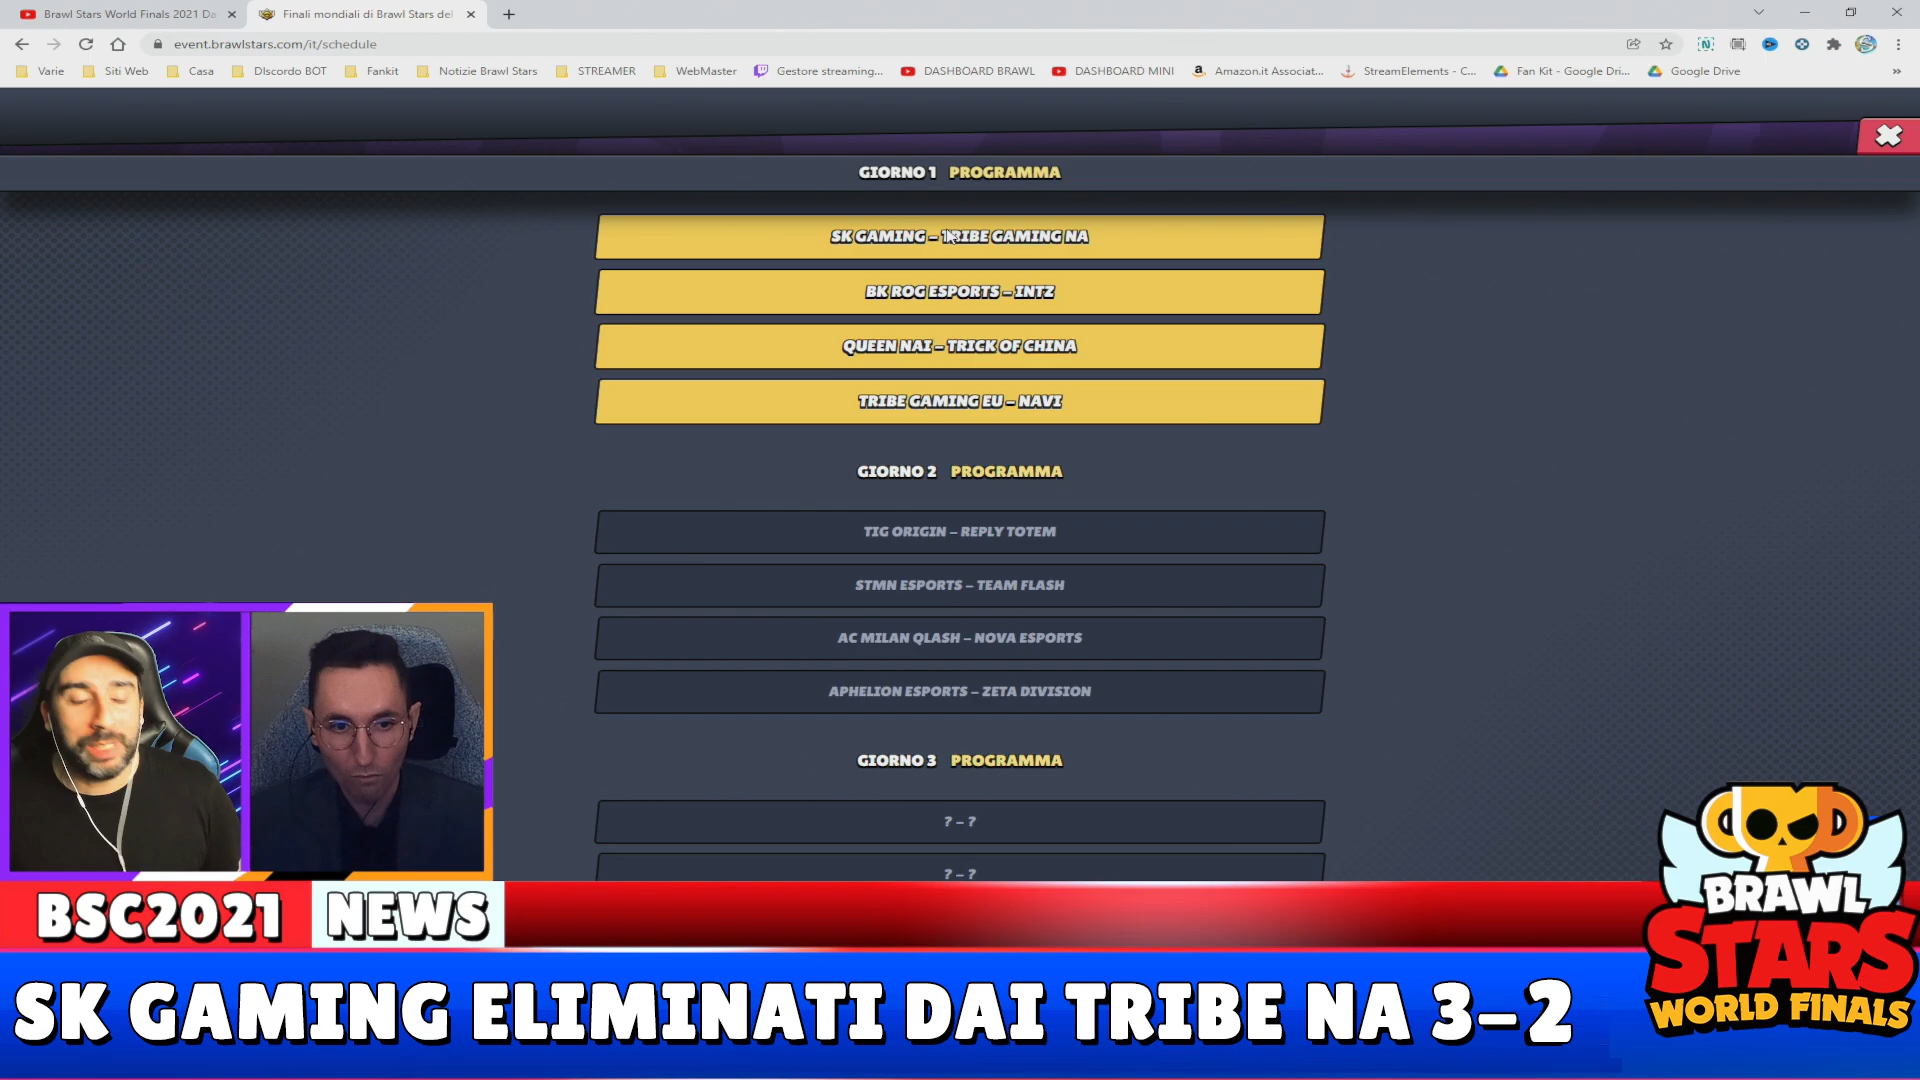 Brawl Stars World Finals 2021 Da
Finali mondiali di Brawl Stars del
event.brawlstars.com/it/schedule
Varie
Siti Web
Casa
DIscordo BOT
Fankit
Notizie Brawl Stars
STREAMER
WebMaster
Gestore streaming...
DASHBOARD BRAWL
DASHBOARD MINI
Amazon.it Associat...
StreamElements - C...
Fan Kit - Google Dri...
Google Drive
GIORNO 1 PROGRAMMA
SK GAMING – TRIBE GAMING NA
BK ROG ESPORTS – INTZ
QUEEN NAI – TRICK OF CHINA
TRIBE GAMING EU – NAVI
GIORNO 2 PROGRAMMA
TIG ORIGIN – REPLY TOTEM
STMN ESPORTS – TEAM FLASH
AC MILAN QLASH – NOVA ESPORTS
APHELION ESPORTS – ZETA DIVISION
GIORNO 3 PROGRAMMA
? – ?
? – ?
BSC2021 NEWS
SK GAMING ELIMINATI DAI TRIBE NA 3-2
BRAWL
STARS
WORLD FINALS